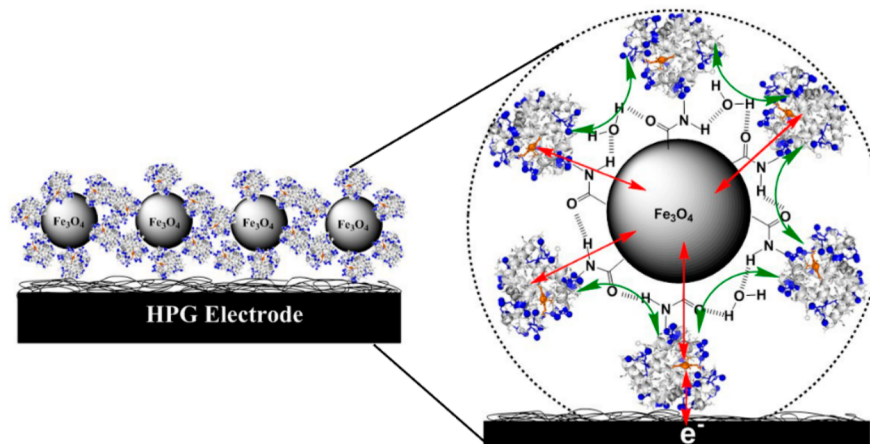 Fe₃O₄ Fe₃O₄ Fe₃O₄ Fe₃O₄
HPG Electrode
H
O H
H
O N H
H O
O
H
N N
H
O
O
Fe₃O₄
H N
N
H
O O H
H N O H
e⁻